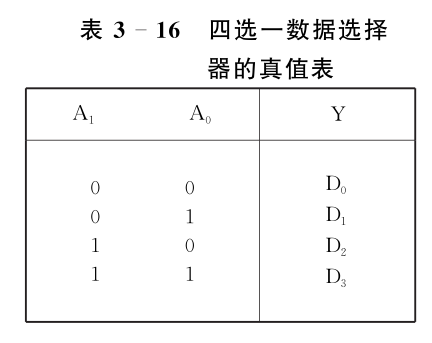 表 3－16 四选一数据选择
器的真值表
A₁ A₀ Y
0 0 D₀
0 1 D₁
1 0 D₂
1 1 D₃